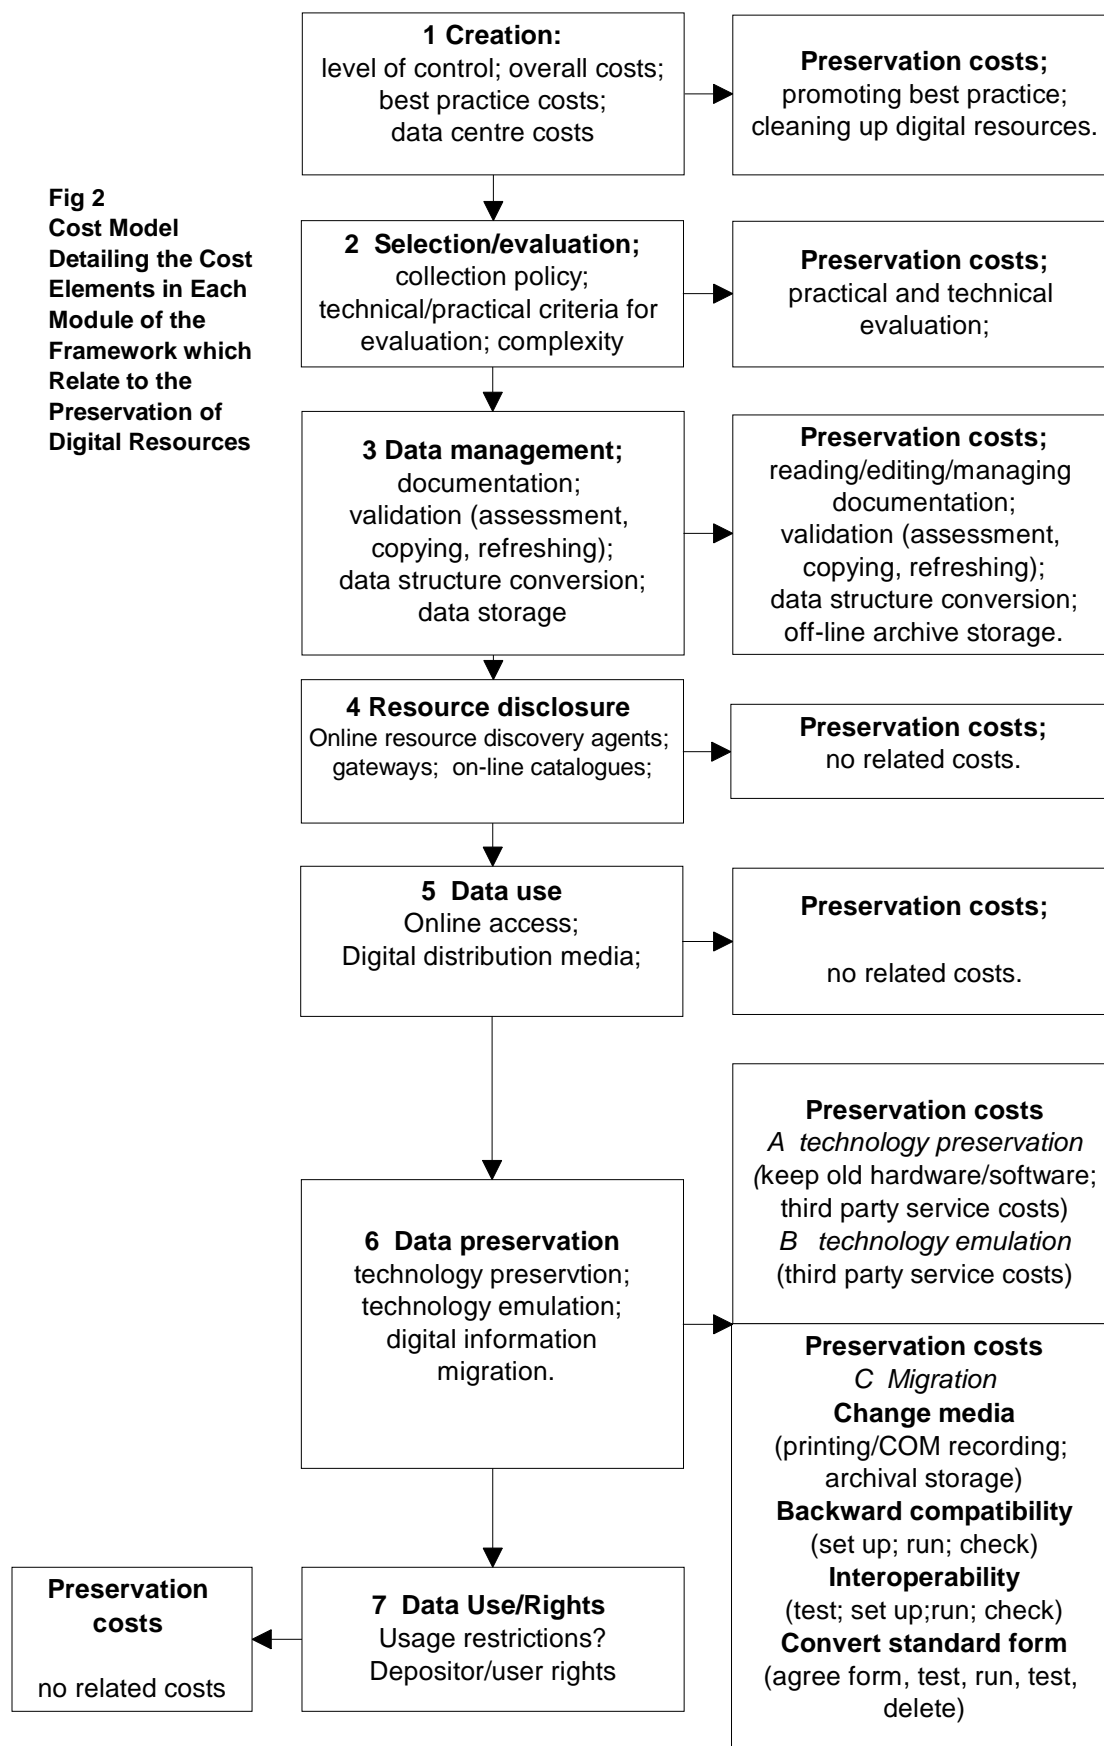 1 Creation:
level of control; overall costs;
best practice costs;
data centre costs
Preservation costs;
promoting best practice;
cleaning up digital resources.
Fig 2
Cost Model
Detailing the Cost
Elements in Each
Module of the
Framework which
Relate to the
Preservation of
Digital Resources
2 Selection/evaluation;
collection policy;
technical/practical criteria for
evaluation; complexity
Preservation costs;
practical and technical
evaluation;
3 Data management;
documentation;
validation (assessment,
copying, refreshing);
data structure conversion;
data storage
Preservation costs;
reading/editing/managing
documentation;
validation (assessment,
copying, refreshing);
data structure conversion;
off-line archive storage.
4 Resource disclosure
Online resource discovery agents;
gateways; on-line catalogues;
Preservation costs;
no related costs.
5 Data use
Online access;
Digital distribution media;
Preservation costs;
no related costs.
6 Data preservation
technology preservtion;
technology emulation;
digital information
migration.
Preservation costs
A technology preservation
(keep old hardware/software;
third party service costs)
B technology emulation
(third party service costs)
Preservation costs
C Migration
Change media
(printing/COM recording;
archival storage)
Backward compatibility
(set up; run; check)
Interoperability
(test; set up;run; check)
Convert standard form
(agree form, test, run, test,
delete)
7 Data Use/Rights
Usage restrictions?
Depositor/user rights
Preservation
costs
no related costs